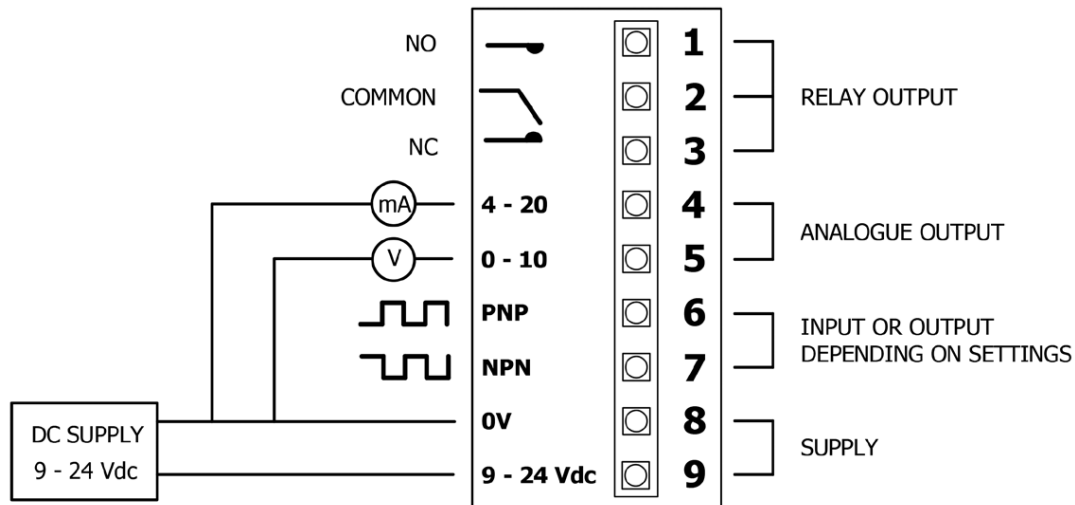 NO
1
COMMON
2
RELAY OUTPUT
NC
3
mA
4 - 20
4
ANALOGUE OUTPUT
V
0 - 10
5
PNP
6
INPUT OR OUTPUT
DEPENDING ON SETTINGS
NPN
7
DC SUPPLY
9 - 24 Vdc
0V
8
SUPPLY
9 - 24 Vdc
9